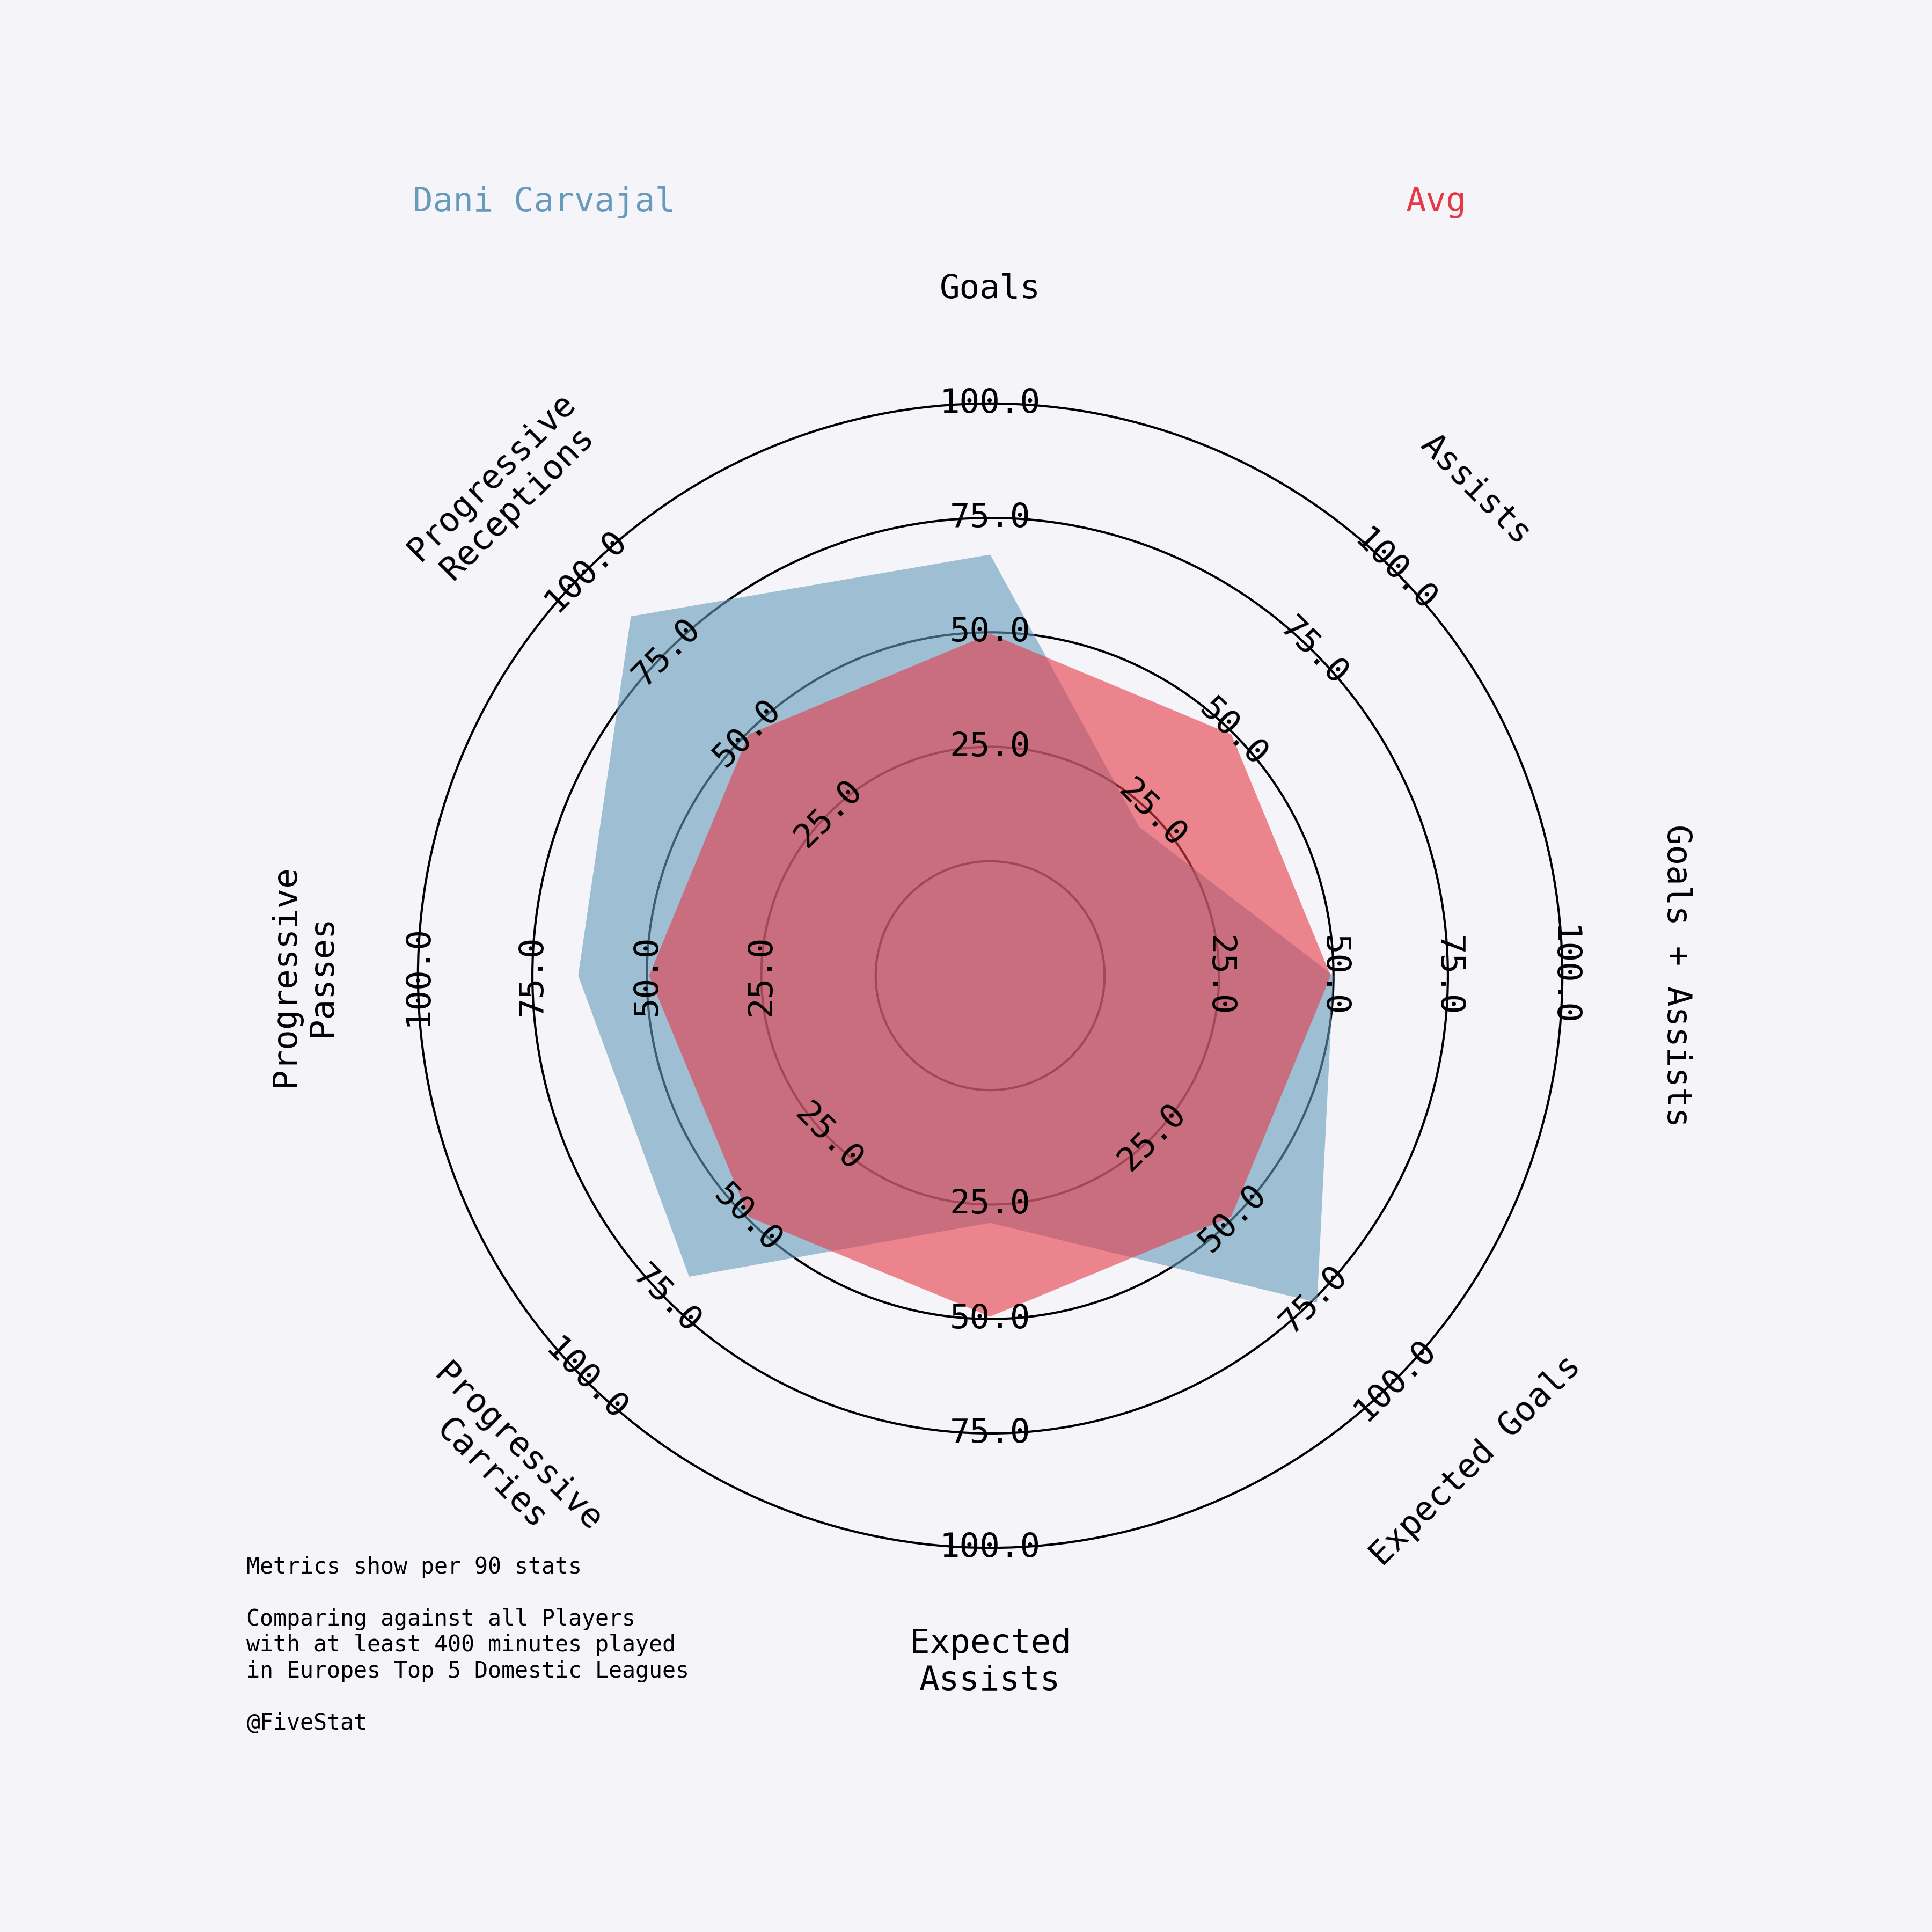 Dani Carvajal
Avg
Goals
Assists
Goals + Assists
Expected Goals
Expected
Assists
Progressive
Carries
Progressive
Passes
Progressive
Receptions
100.0
75.0
50.0
25.0
100.0
75.0
50.0
25.0
100.0
75.0
50.0
25.0
100.0
75.0
50.0
25.0
25.0
50.0
75.0
100.0
25.0
50.0
75.0
100.0
100.0
75.0
50.0
25.0
100.0
75.0
50.0
25.0
Metrics show per 90 stats
Comparing against all Players
with at least 400 minutes played
in Europes Top 5 Domestic Leagues
@FiveStat